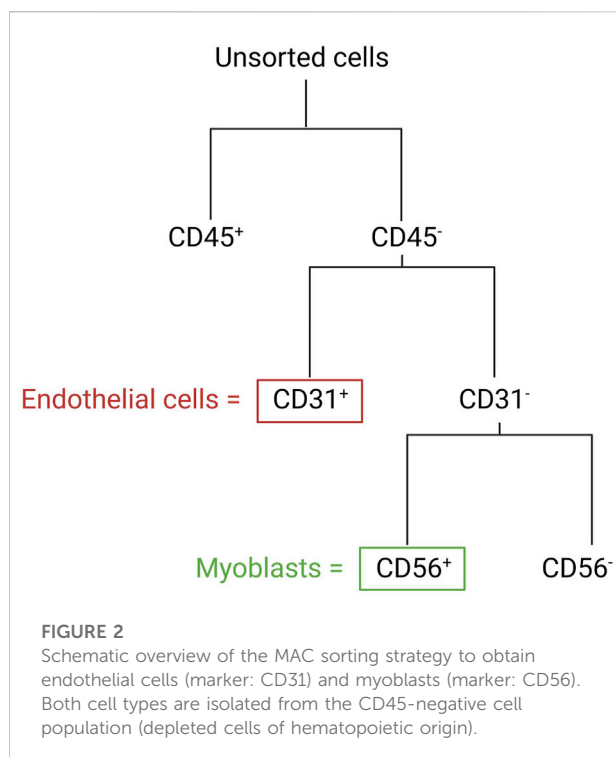 Unsorted cells
CD45⁺ CD45⁻
Endothelial cells = CD31⁺ CD31⁻
Myoblasts = CD56⁺ CD56⁻
FIGURE 2
Schematic overview of the MAC sorting strategy to obtain
endothelial cells (marker: CD31) and myoblasts (marker: CD56).
Both cell types are isolated from the CD45-negative cell
population (depleted cells of hematopoietic origin).